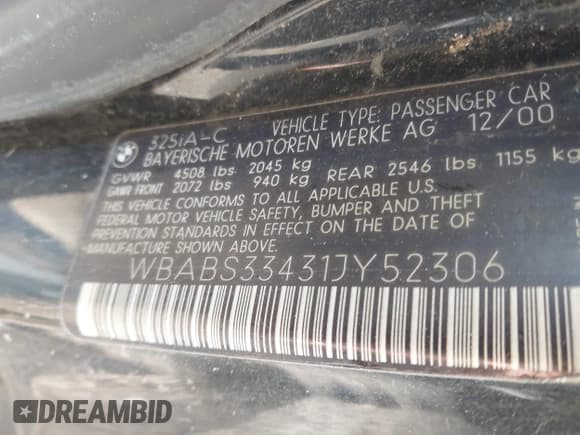 325iA-C VEHICLE TYPE: PASSENGER CAR
BAYERISCHE MOTOREN WERKE AG 12/00
GVWR 4508 lbs 2045 kg
GAWR FRONT 2072 lbs 940 kg REAR 2546 lbs 1155 kg
THIS VEHICLE CONFORMS TO ALL APPLICABLE U.S.
FEDERAL MOTOR VEHICLE SAFETY, BUMPER AND THEFT
PREVENTION STANDARDS IN EFFECT ON THE DATE OF
MANUFACTURE SHOWN ABOVE.
WBABS33431JY52306
DREAMBID